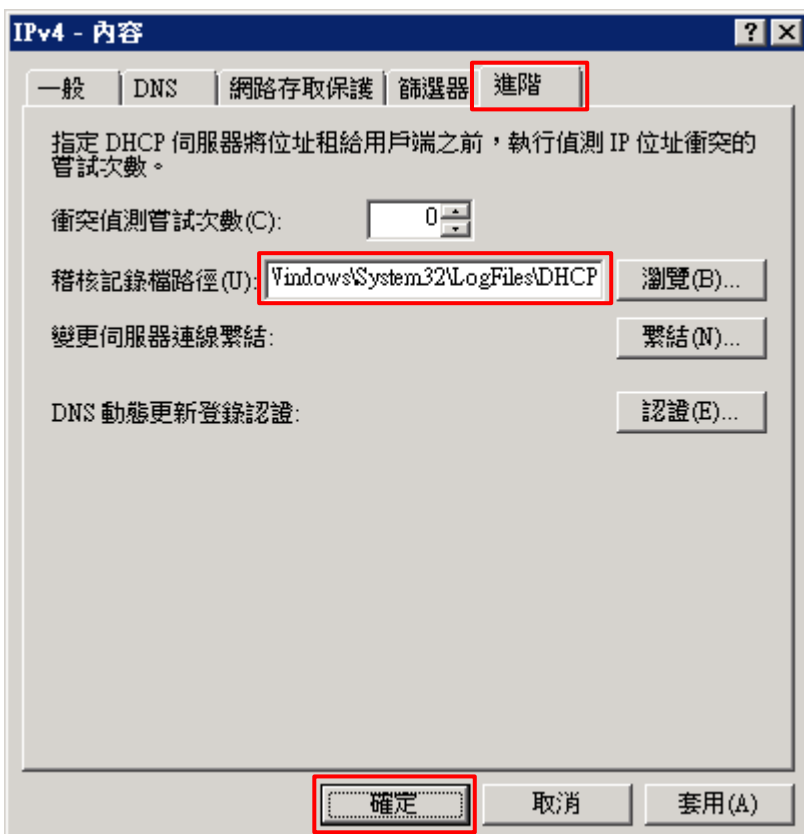 IPv4 - 內容
一般 DNS 網路存取保護 篩選器 進階
指定 DHCP 伺服器將位址租給用戶端之前，執行偵測 IP 位址衝突的
嘗試次數。
衝突偵測嘗試次數(C): 0
稽核記錄檔路徑(U): Windows\System32\LogFiles\DHCP 瀏覽(B)...
變更伺服器連線繫結: 繫結(N)...
DNS 動態更新登錄認證: 認證(E)...
確定 取消 套用(A)